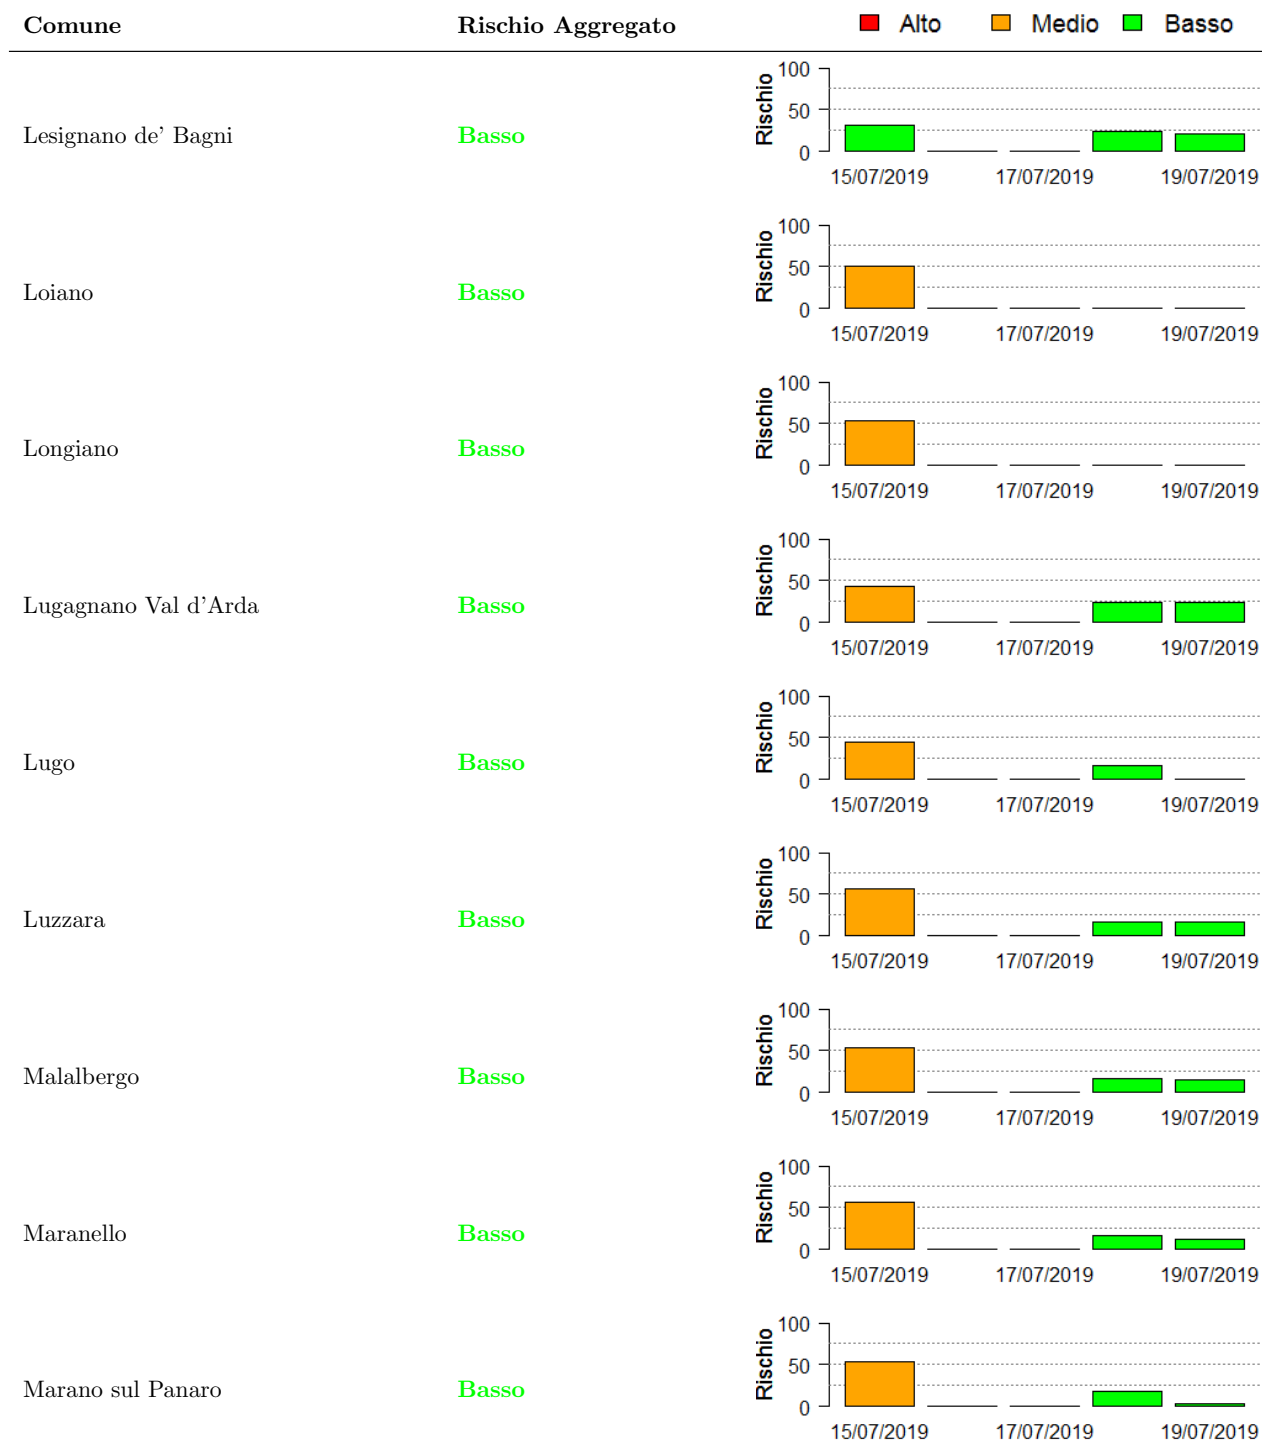 Comune Rischio Aggregato Alto Medio Basso
Rischio
100
50
0
Lesignano de' Bagni Basso
15/07/2019 17/07/2019 19/07/2019
Rischio
100
50
0
Loiano Basso
15/07/2019 17/07/2019 19/07/2019
Rischio
100
50
0
Longiano Basso
15/07/2019 17/07/2019 19/07/2019
Rischio
100
50
0
Lugagnano Val d'Arda Basso
15/07/2019 17/07/2019 19/07/2019
Rischio
100
50
0
Lugo Basso
15/07/2019 17/07/2019 19/07/2019
Rischio
100
50
0
Luzzara Basso
15/07/2019 17/07/2019 19/07/2019
Rischio
100
50
0
Malalbergo Basso
15/07/2019 17/07/2019 19/07/2019
Rischio
100
50
0
Maranello Basso
15/07/2019 17/07/2019 19/07/2019
Rischio
100
50
0
Marano sul Panaro Basso
15/07/2019 17/07/2019 19/07/2019